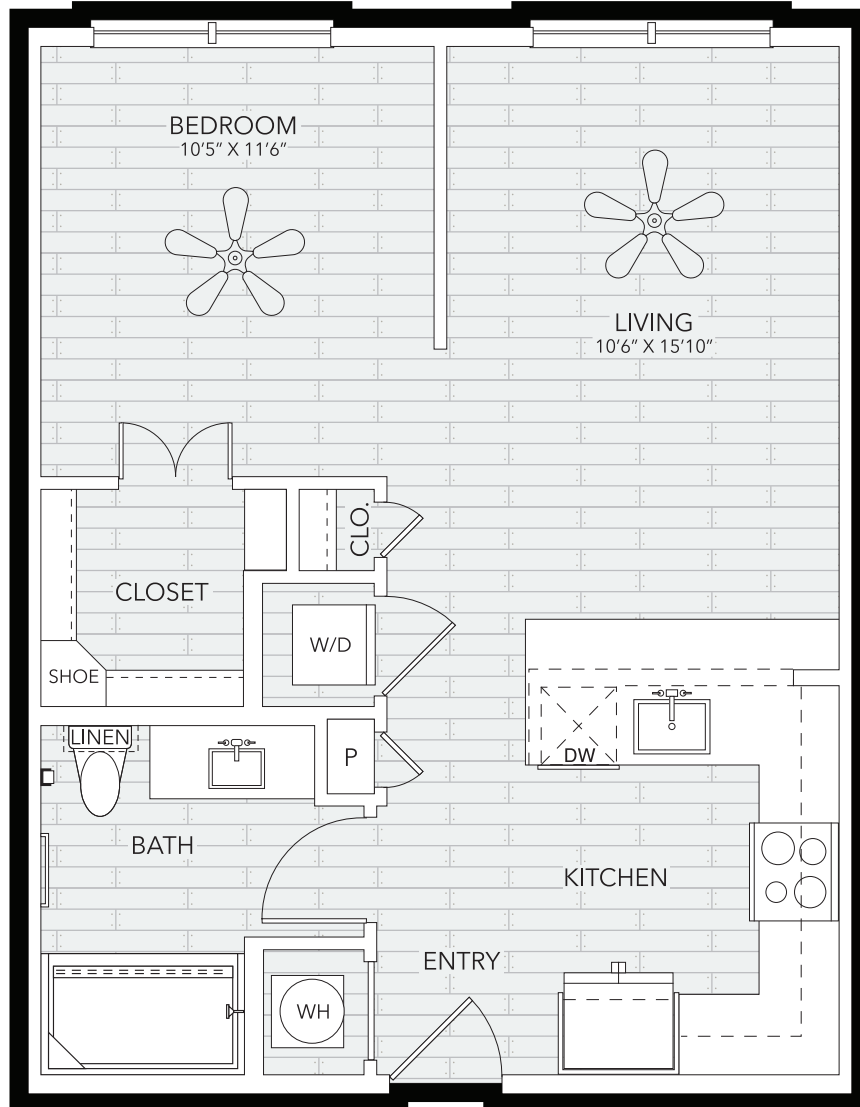 BEDROOM
10'5" X 11'6"
LIVING
10'6" X 15'10"
CLO.
CLOSET
W/D
SHOE
LINEN
P
DW
BATH
KITCHEN
ENTRY
WH